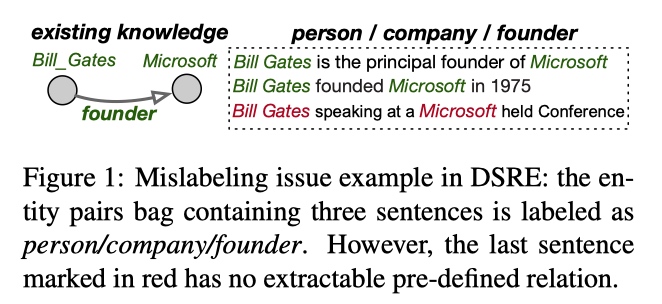 existing knowledge
person / company / founder
Bill_Gates
Microsoft
founder
Bill Gates is the principal founder of Microsoft
Bill Gates founded Microsoft in 1975
Bill Gates speaking at a Microsoft held Conference
Figure 1: Mislabeling issue example in DSRE: the en-
tity pairs bag containing three sentences is labeled as
person/company/founder. However, the last sentence
marked in red has no extractable pre-defined relation.